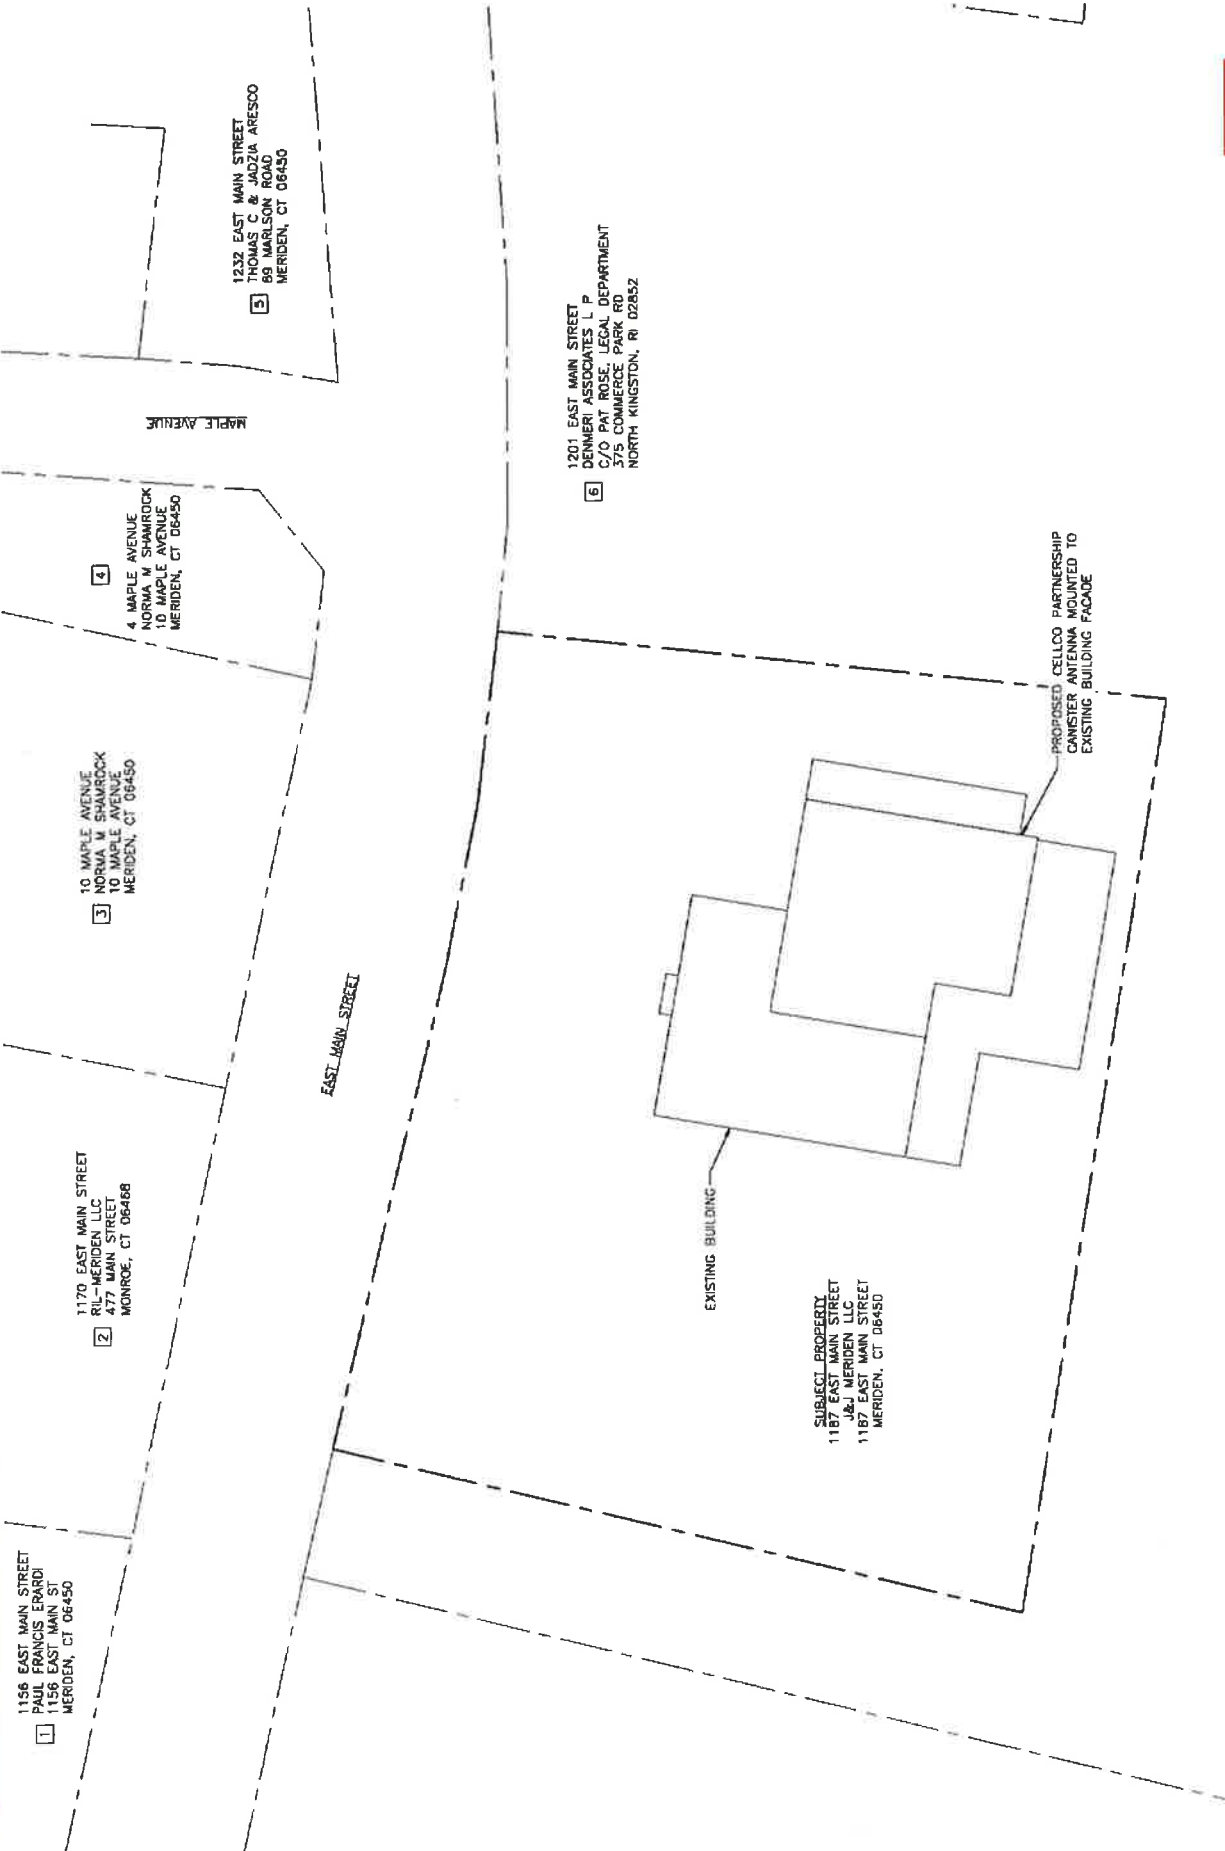 1
1156 EAST MAIN STREET
PAUL FRANCIS ERARDI
1156 EAST MAIN ST
MERIDEN, CT 06450
2
1170 EAST MAIN STREET
RIL-MERIDEN LLC
477 MAIN STREET
MONROE, CT 06468
3
10 MAPLE AVENUE
NORMA M SHAMROCK
10 MAPLE AVENUE
MERIDEN, CT 06450
4
4 MAPLE AVENUE
NORMA M SHAMROCK
10 MAPLE AVENUE
MERIDEN, CT 06450
MAPLE AVENUE
5
1232 EAST MAIN STREET
THOMAS C & JADZIA ARESCO
89 MARLSON ROAD
MERIDEN, CT 06450
EAST MAIN STREET
6
1201 EAST MAIN STREET
DENMERI ASSOCIATES L P
C/O PAT ROSE, LEGAL DEPARTMENT
375 COMMERCE PARK RD
NORTH KINGSTON, RI 02852
EXISTING BUILDING
SUBJECT PROPERTY
1187 EAST MAIN STREET
J&J MERIDEN LLC
1187 EAST MAIN STREET
MERIDEN, CT 06450
PROPOSED CELLCO PARTNERSHIP
CANISTER ANTENNA MOUNTED TO
EXISTING BUILDING FACADE